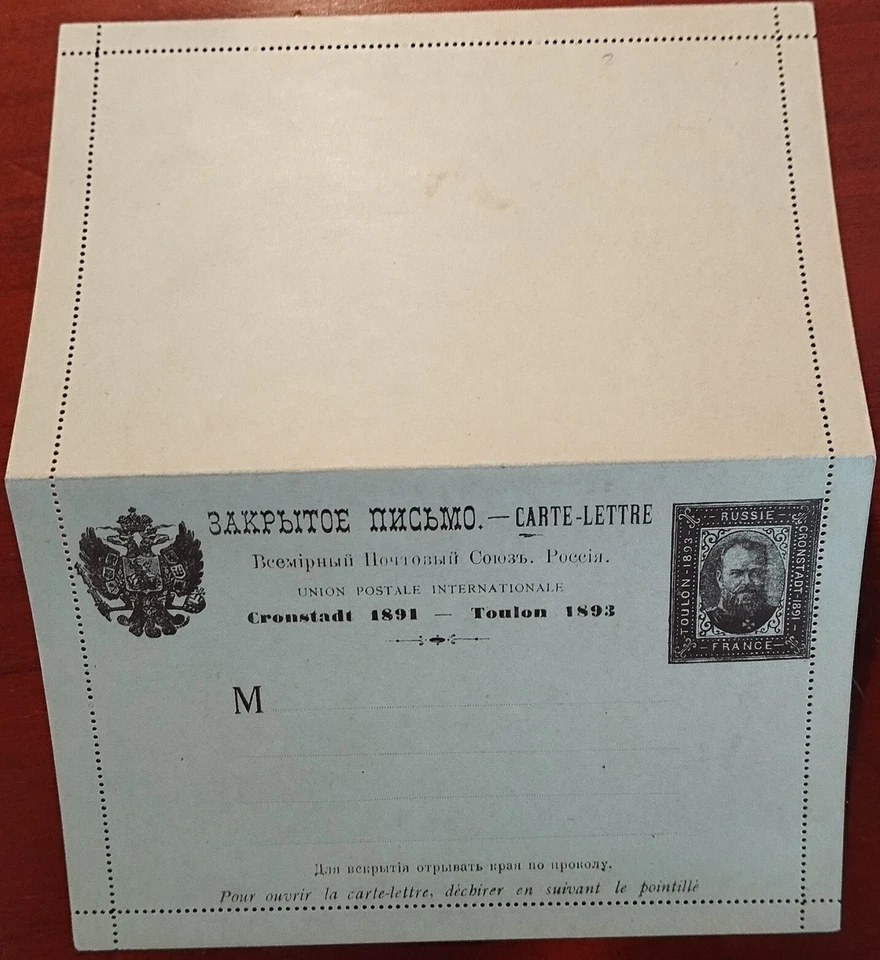 ЗАКРЫТОЕ ПИСЬМО. — CARTE-LETTRE
Всемірный Почтовый Союзъ. Россія.
UNION POSTALE INTERNATIONALE
Cronstadt 1891 — Toulon 1893
RUSSIE
TOULON-1893-
CRONSTADT-1891
-FRANCE-
M
Для вскрытія отрывать края по проколу.
Pour ouvrir la carte-lettre, déchirer en suivant le pointillé